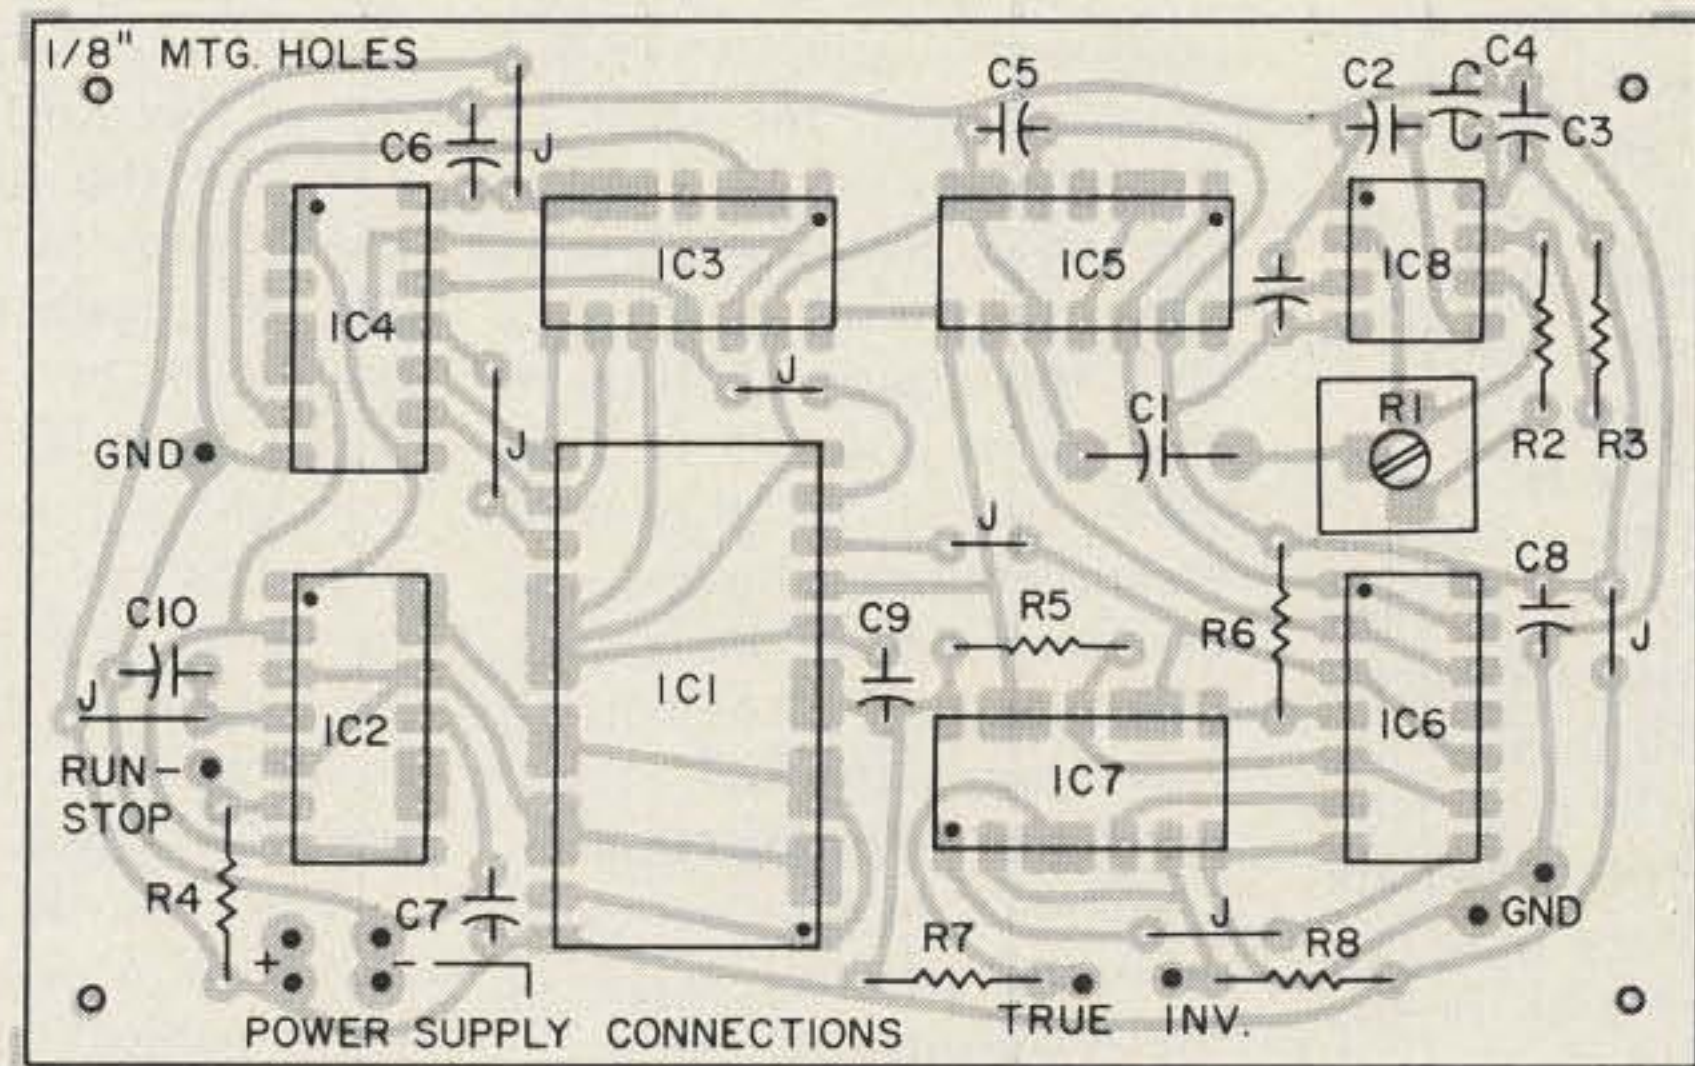 1/8" MTG. HOLES
C5
C2
C4
C6
J
C3
IC3
IC5
IC8
IC4
J
C1
R1
GND
J
R2
R3
J
C8
C10
C9
R5
R6
J
J
IC1
IC2
IC6
IC7
RUN-
STOP
R4
C7
J
GND
R7
R8
+
-
TRUE
INV.
POWER SUPPLY CONNECTIONS